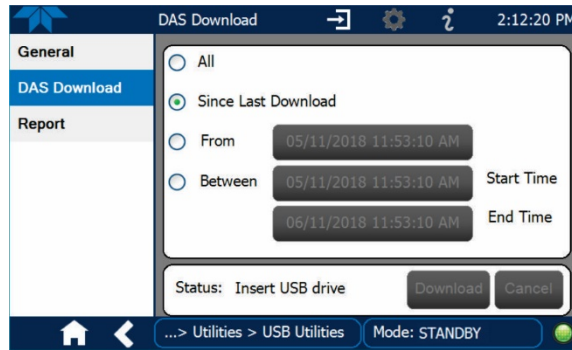 DAS Download 2:12:20 PM
General
DAS Download
Report
All
Since Last Download
From 05/11/2018 11:53:10 AM
Between 05/11/2018 11:53:10 AM Start Time
06/11/2018 11:53:10 AM End Time
Status: Insert USB drive Download Cancel
...> Utilities > USB Utilities Mode: STANDBY